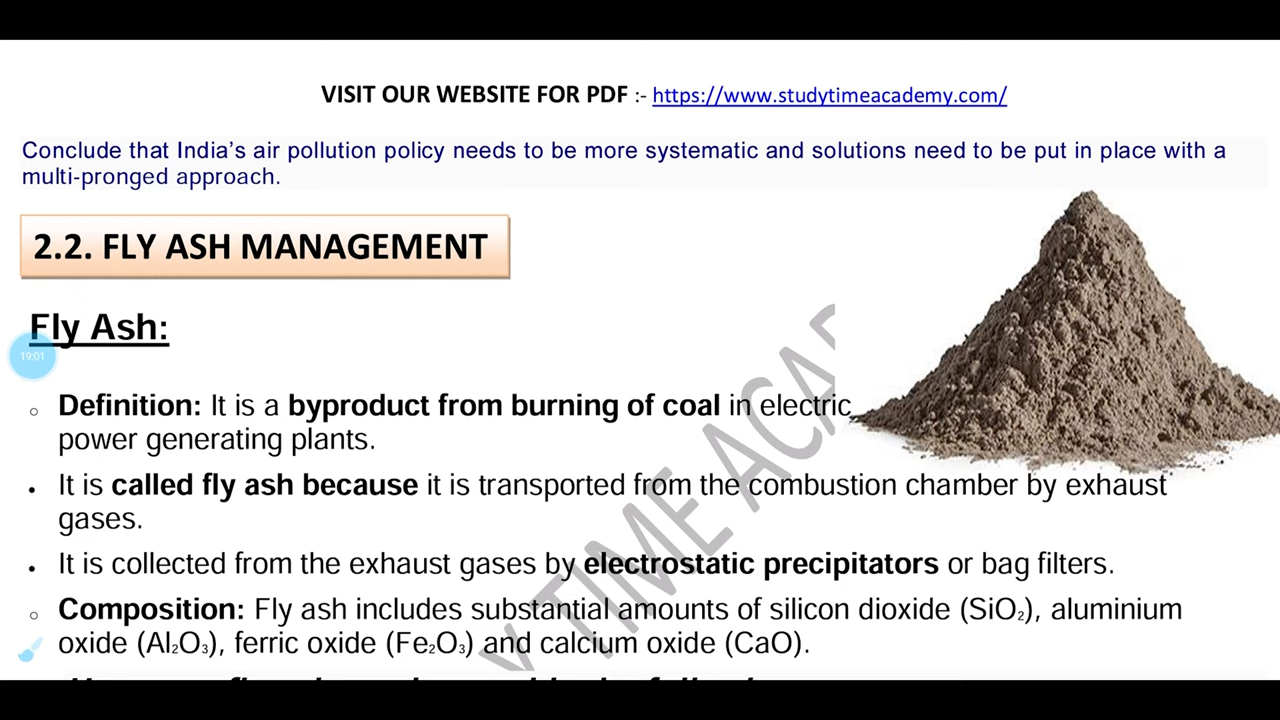 VISIT OUR WEBSITE FOR PDF :- https://www.studytimeacademy.com/
Conclude that India's air pollution policy needs to be more systematic and solutions need to be put in place with a
multi-pronged approach.
2.2. FLY ASH MANAGEMENT
Fly Ash:
19:01
○ Definition: It is a byproduct from burning of coal in electric
power generating plants.
• It is called fly ash because it is transported from the combustion chamber by exhaust
gases.
• It is collected from the exhaust gases by electrostatic precipitators or bag filters.
○ Composition: Fly ash includes substantial amounts of silicon dioxide (SiO₂), aluminium
oxide (Al₂O₃), ferric oxide (Fe₂O₃) and calcium oxide (CaO).
Y TIME ACA